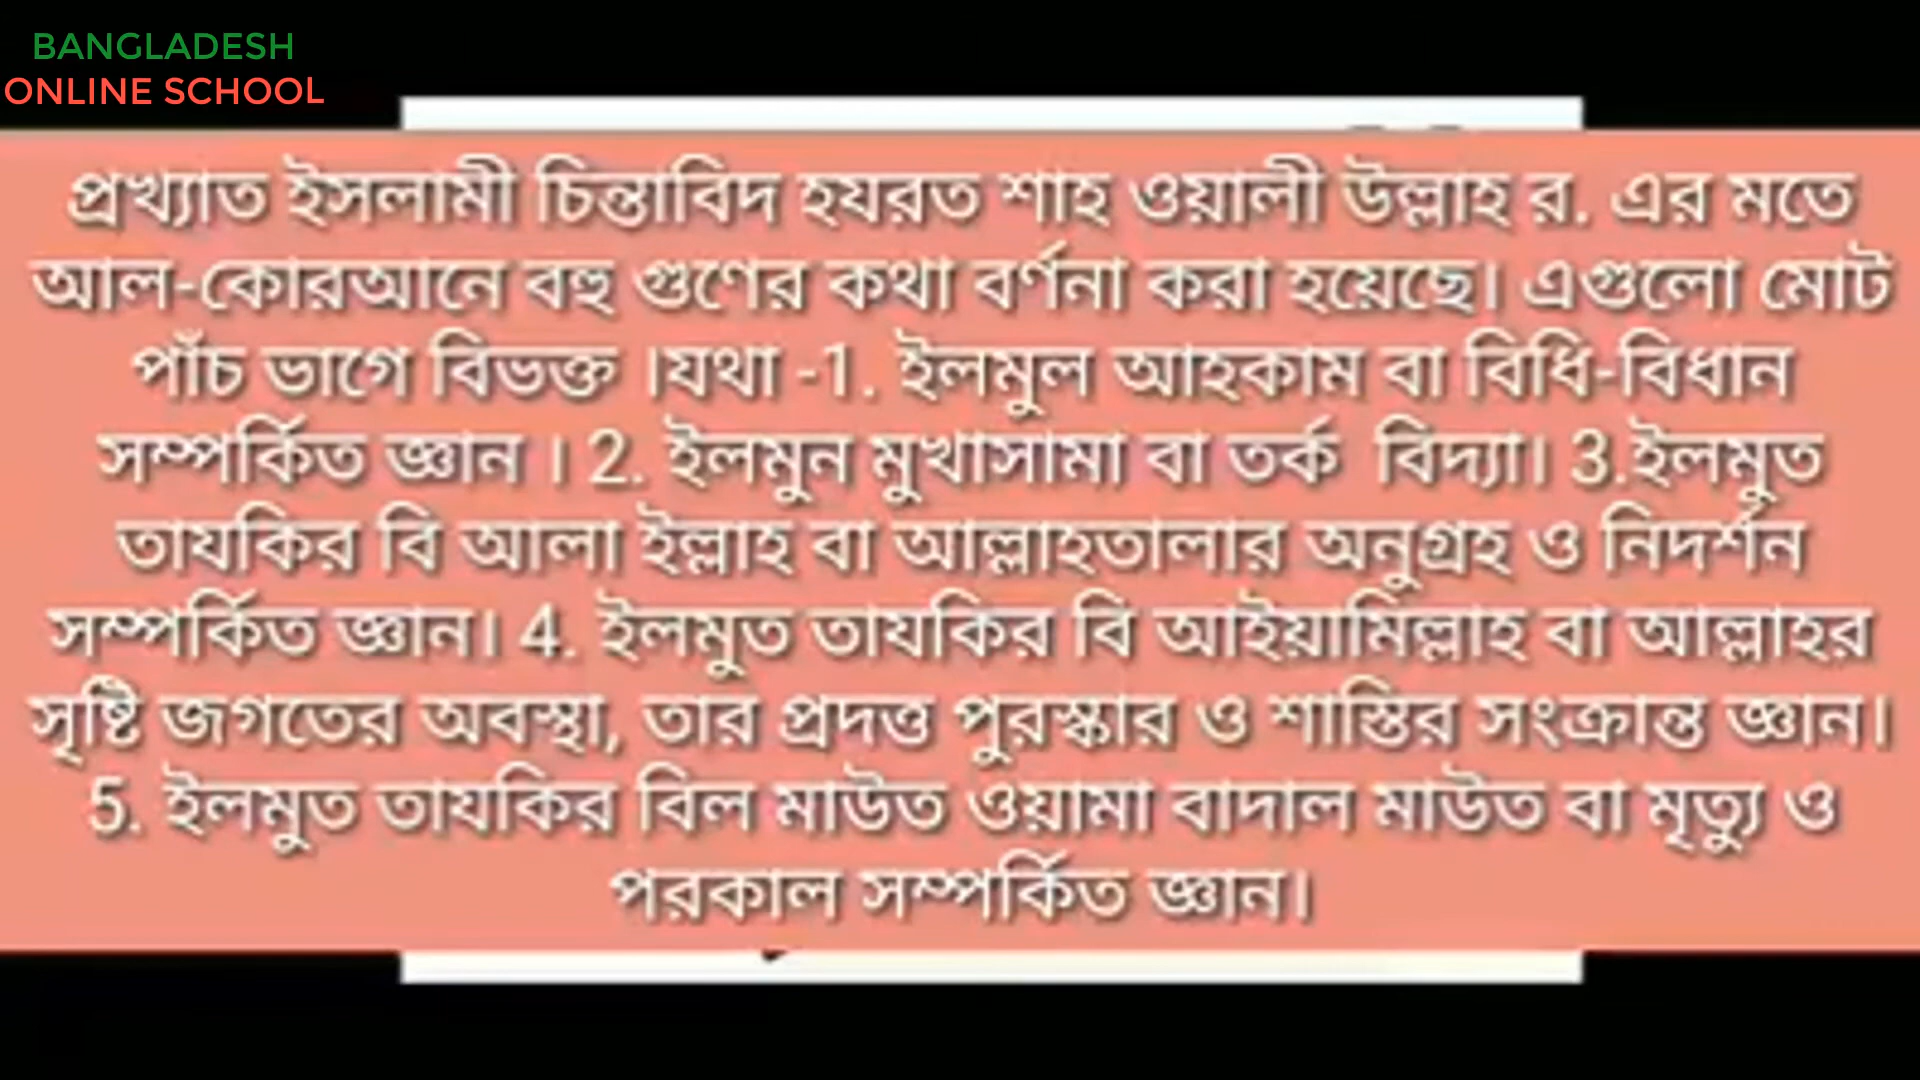 BANGLADESH
ONLINE SCHOOL
প্রখ্যাত ইসলামী চিন্তাবিদ হযরত শাহ ওয়ালী উল্লাহ র. এর মতে
আল-কোরআনে বহু গুণের কথা বর্ণনা করা হয়েছে। এগুলো মোট
পাঁচ ভাগে বিভক্ত ।যথা -1. ইলমুল আহকাম বা বিধি-বিধান
সম্পর্কিত জ্ঞান । 2. ইলমুন মুখাসামা বা তর্ক বিদ্যা। 3.ইলমুত
তাযকির বি আলা ইল্লাহ বা আল্লাহতালার অনুগ্রহ ও নিদর্শন
সম্পর্কিত জ্ঞান। 4. ইলমুত তাযকির বি আইয়ামিল্লাহ বা আল্লাহর
সৃষ্টি জগতের অবস্থা, তার প্রদত্ত পুরস্কার ও শাস্তির সংক্রান্ত জ্ঞান।
5. ইলমুত তাযকির বিল মাউত ওয়ামা বাদাল মাউত বা মৃত্যু ও
পরকাল সম্পর্কিত জ্ঞান।